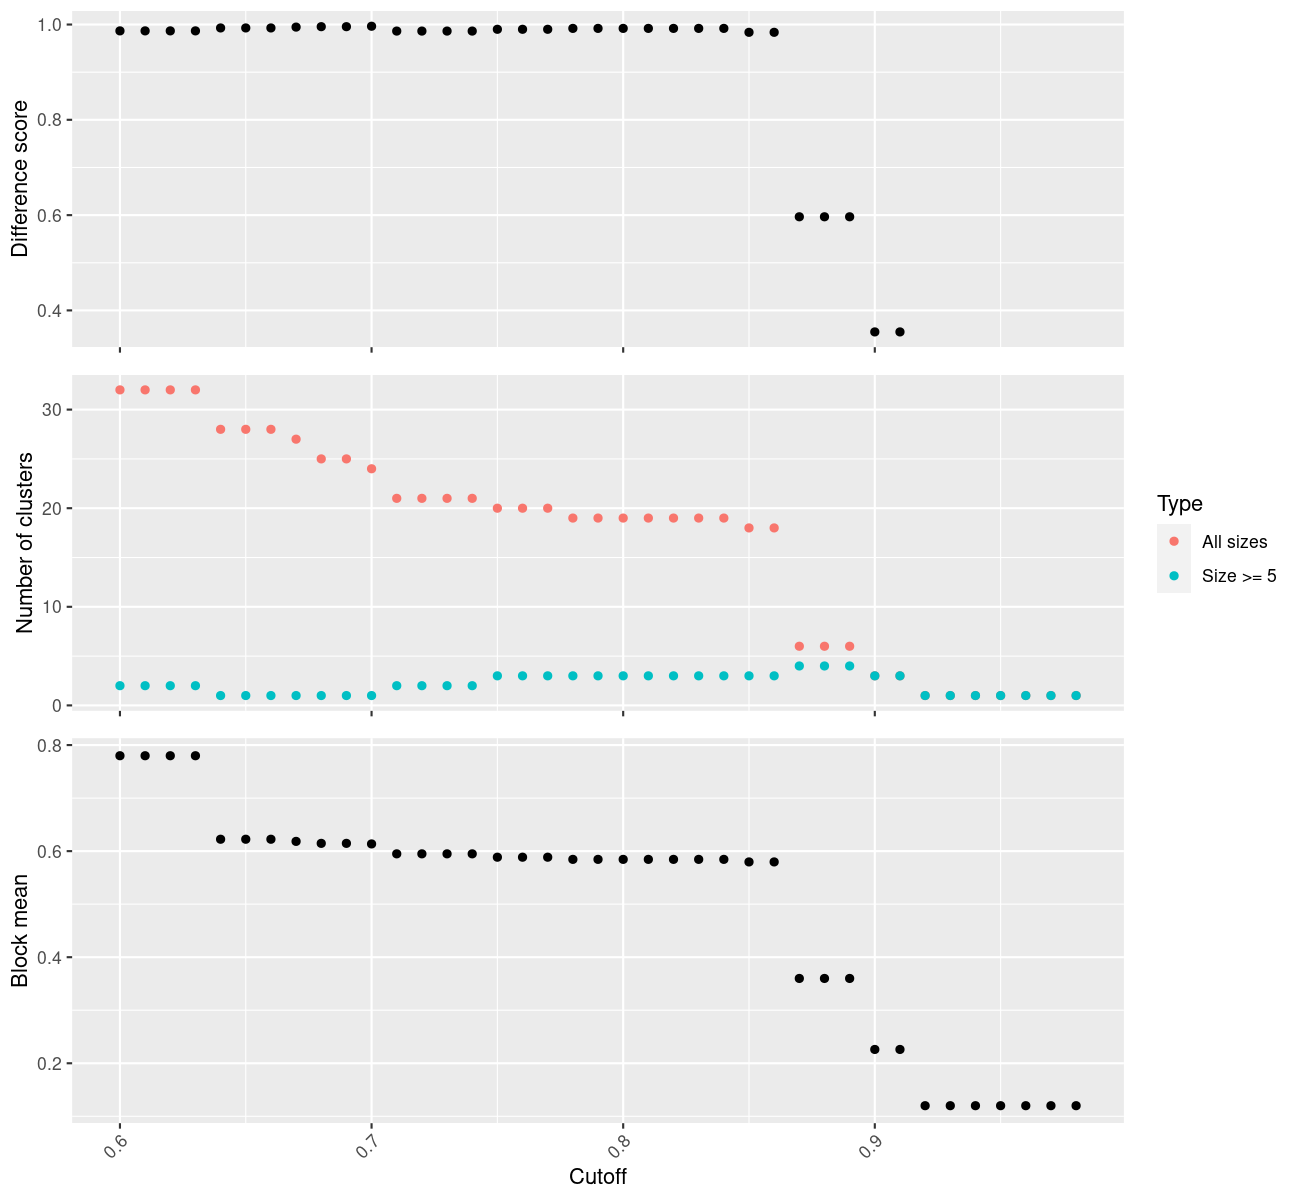 Difference score
1.0
0.8
0.6
0.4
Number of clusters
30
20
10
0
Type
All sizes
Size >= 5
Block mean
0.8
0.6
0.4
0.2
0.6
0.7
0.8
0.9
Cutoff